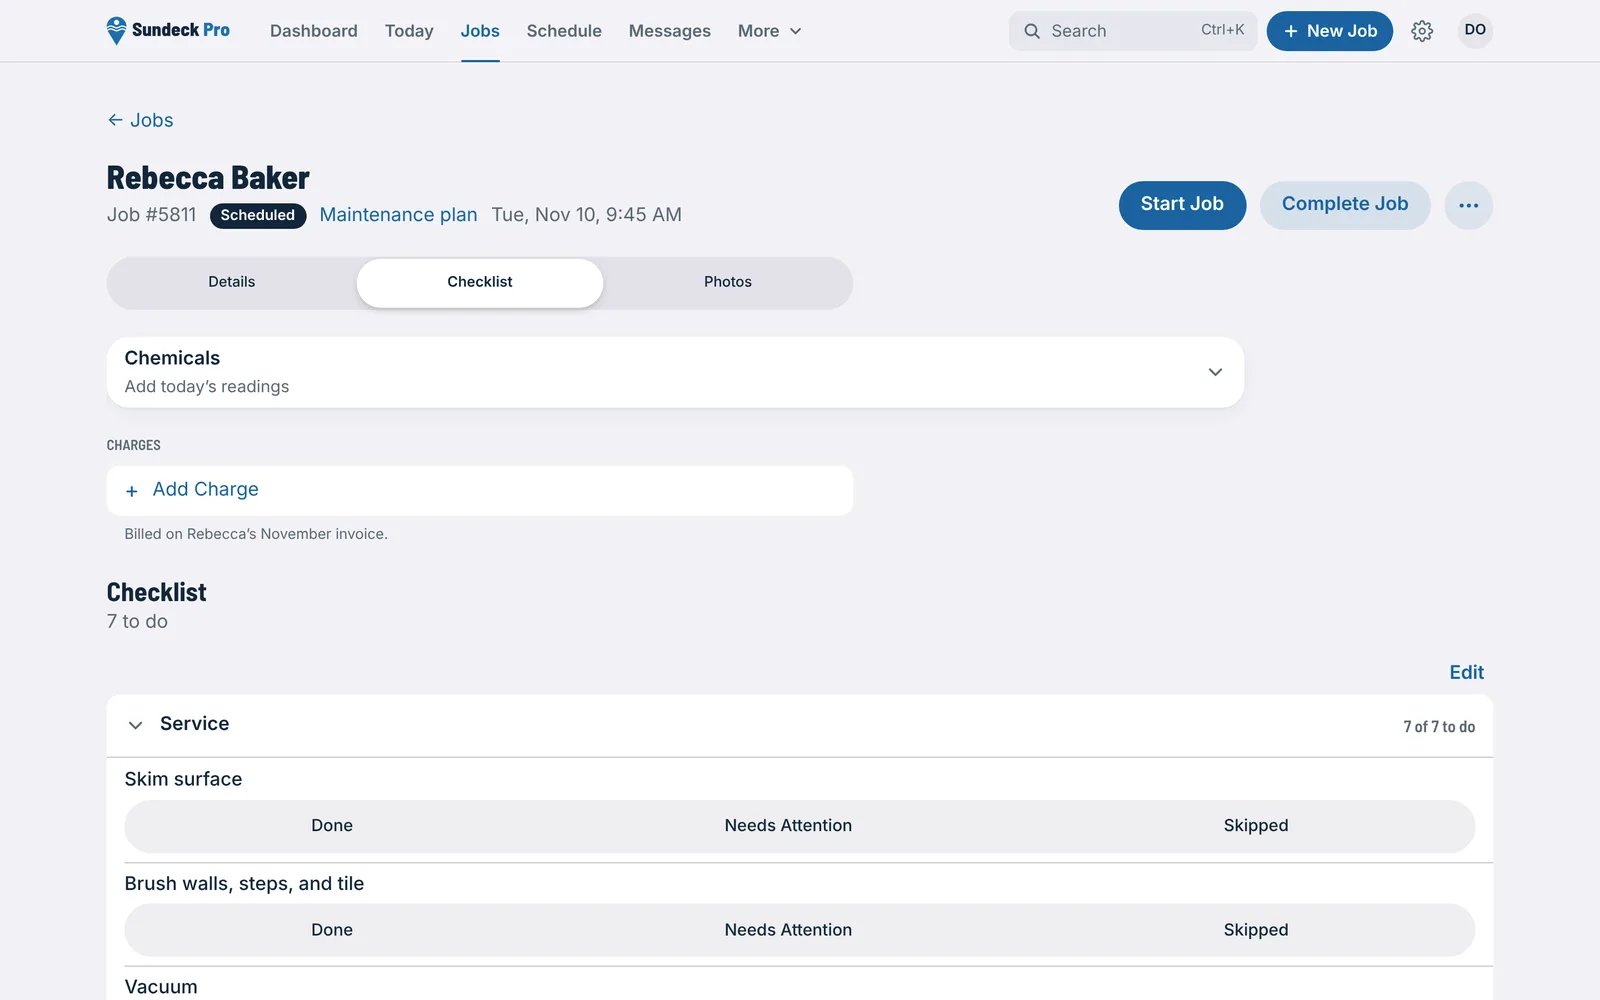 Sundeck Pro
Dashboard
Today
Jobs
Schedule
Messages
More
Search
Ctrl+K
+ New Job
DO
← Jobs
Rebecca Baker
Job #5811
Scheduled
Maintenance plan
Tue, Nov 10, 9:45 AM
Start Job
Complete Job
Details
Checklist
Photos
Chemicals
Add today’s readings
CHARGES
+ Add Charge
Billed on Rebecca’s November invoice.
Checklist
7 to do
Edit
Service
7 of 7 to do
Skim surface
Done
Needs Attention
Skipped
Brush walls, steps, and tile
Done
Needs Attention
Skipped
Vacuum